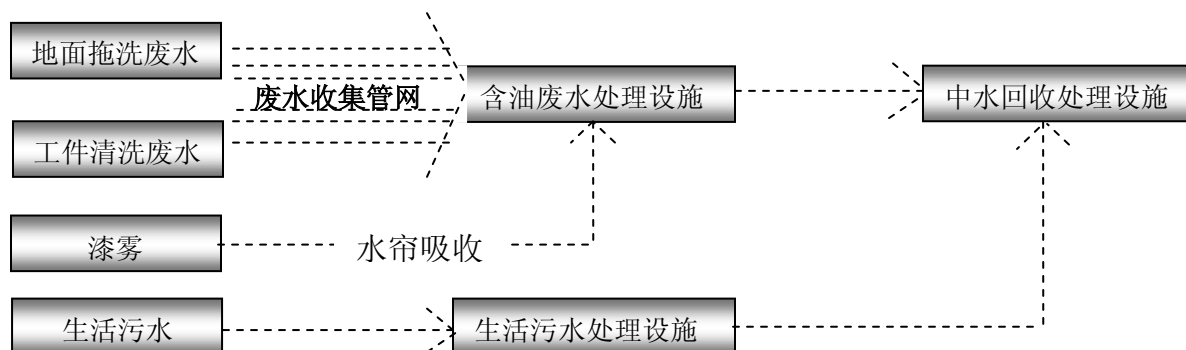 地面拖洗废水
废水收集管网
含油废水处理设施
中水回收处理设施
工件清洗废水
漆雾
水帘吸收
生活污水
生活污水处理设施